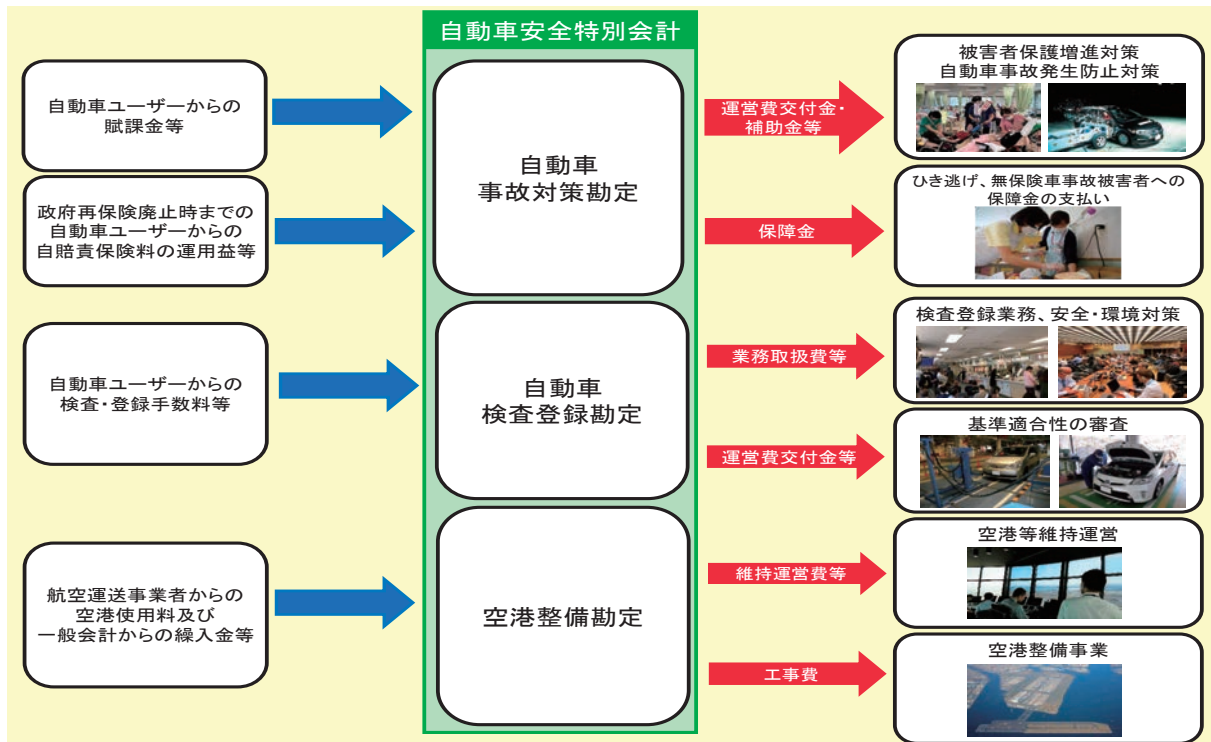 自動車安全特別会計
自動車ユーザーからの
賦課金等
政府再保険廃止時までの
自動車ユーザーからの
自賠責保険料の運用益等
自動車ユーザーからの
検査・登録手数料等
航空運送事業者からの
空港使用料及び
一般会計からの繰入金等
自動車
事故対策勘定
自動車
検査登録勘定
空港整備勘定
運営費交付金・
補助金等
保障金
業務取扱費等
運営費交付金等
維持運営費等
工事費
被害者保護増進対策
自動車事故発生防止対策
ひき逃げ、無保険車事故被害者への
保障金の支払い
検査登録業務、安全・環境対策
基準適合性の審査
空港等維持運営
空港整備事業